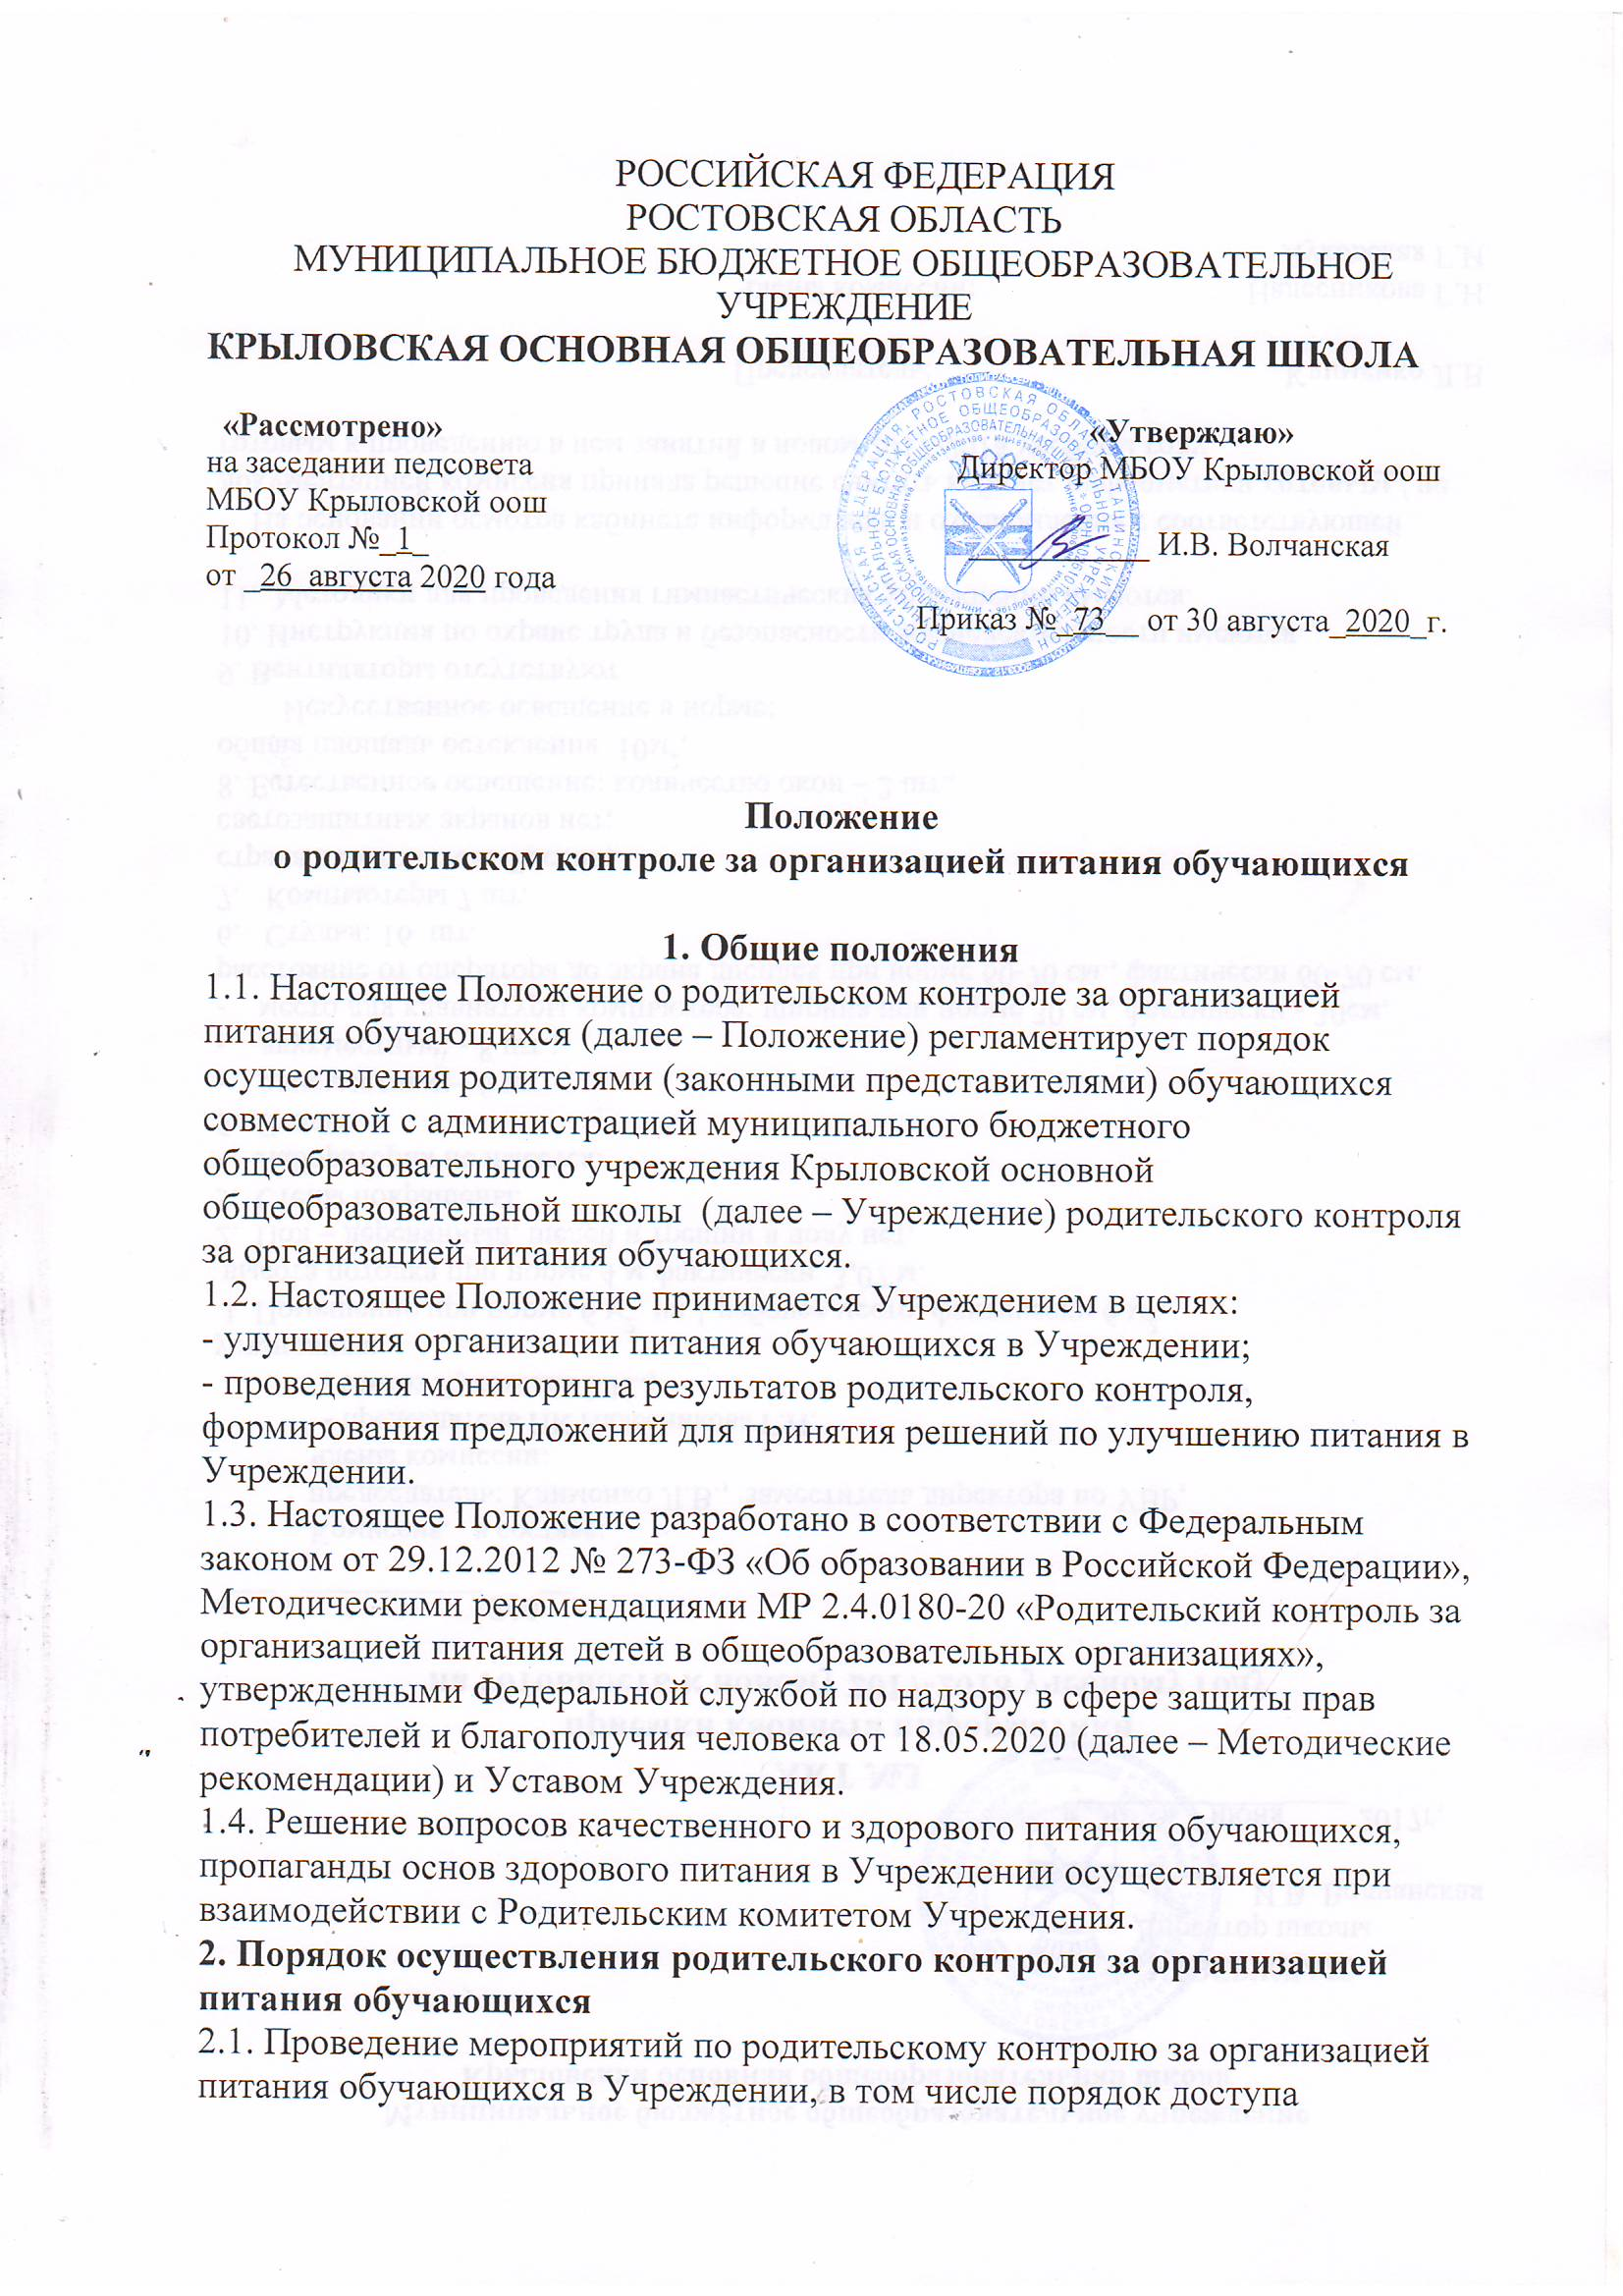 РОССИЙСКАЯ ФЕДЕРАЦИЯ
РОСТОВСКАЯ ОБЛАСТЬ
МУНИЦИПАЛЬНОЕ БЮДЖЕТНОЕ ОБЩЕОБРАЗОВАТЕЛЬНОЕ
УЧРЕЖДЕНИЕ
КРЫЛОВСКАЯ ОСНОВНАЯ ОБЩЕОБРАЗОВАТЕЛЬНАЯ ШКОЛА
«Рассмотрено»
на заседании педсовета
МБОУ Крыловской оош
Протокол №_1_
от _26_августа 2020 года
«Утверждаю»
Директор МБОУ Крыловской оош
И.В. Волчанская
Приказ №_73 от 30 августа_2020_г.
Положение
о родительском контроле за организацией питания обучающихся
1. Общие положения
1.1. Настоящее Положение о родительском контроле за организацией
питания обучающихся (далее – Положение) регламентирует порядок
осуществления родителями (законными представителями) обучающихся
совместной с администрацией муниципального бюджетного
общеобразовательного учреждения Крыловской основной
общеобразовательной школы (далее – Учреждение) родительского контроля
за организацией питания обучающихся.
1.2. Настоящее Положение принимается Учреждением в целях:
- улучшения организации питания обучающихся в Учреждении;
- проведения мониторинга результатов родительского контроля,
формирования предложений для принятия решений по улучшению питания в
Учреждении.
1.3. Настоящее Положение разработано в соответствии с Федеральным
законом от 29.12.2012 № 273-ФЗ «Об образовании в Российской Федерации»,
Методическими рекомендациями МР 2.4.0180-20 «Родительский контроль за
организацией питания детей в общеобразовательных организациях»,
утвержденными Федеральной службой по надзору в сфере защиты прав
потребителей и благополучия человека от 18.05.2020 (далее – Методические
рекомендации) и Уставом Учреждения.
1.4. Решение вопросов качественного и здорового питания обучающихся,
пропаганды основ здорового питания в Учреждении осуществляется при
взаимодействии с Родительским комитетом Учреждения.
2. Порядок осуществления родительского контроля за организацией
питания обучающихся
2.1. Проведение мероприятий по родительскому контролю за организацией
питания обучающихся в Учреждении, в том числе порядок доступа